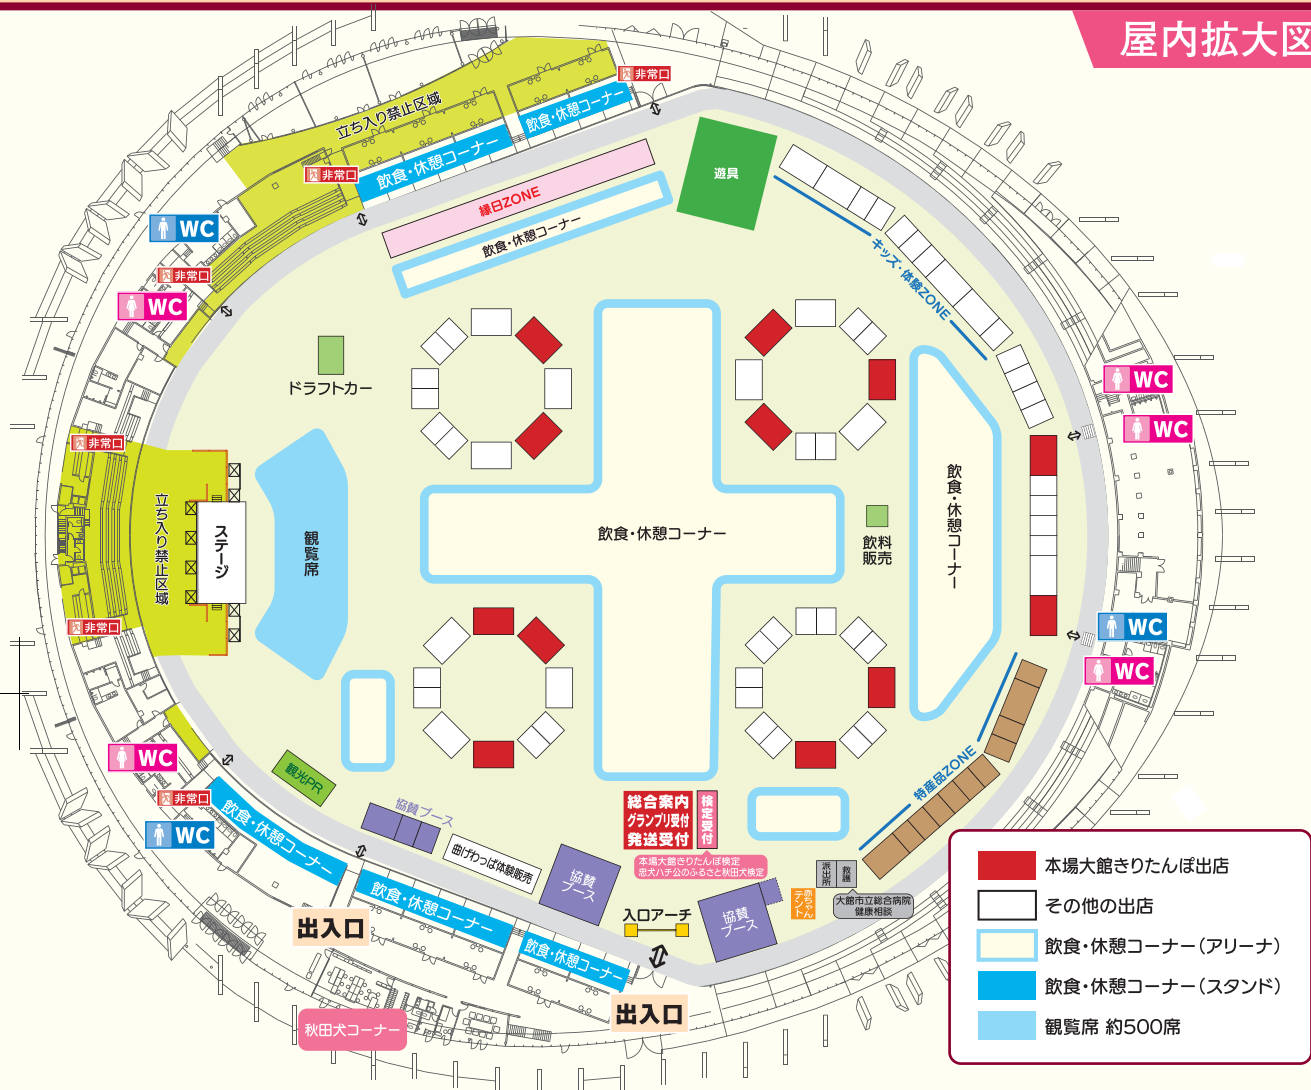 屋内拡大図
立ち入り禁止区域
非常口
飲食・休憩コーナー
飲食・休憩コーナー
非常口
縁日ZONE
飲食・休憩コーナー
遊具
キッズ・体験ZONE
WC
非常口
WC
ドラフトカー
WC
WC
非常口
立ち入り禁止区域
ステージ
観覧席
飲食・休憩コーナー
飲料
販売
飲食・休憩コーナー
非常口
WC
WC
WC
非常口
WC
観光PR
協賛ブース
曲げわっぱ体験販売
協賛
ブース
総合案内
グランプリ受付
発送受付
検定受付
本場大館きりたんぽ検定
忠犬ハチ公のふるさと秋田犬検定
特産品ZONE
派出所
救護
大館市立総合病院
健康相談
赤ちゃん
テント
協賛
ブース
入口アーチ
飲食・休憩コーナー
飲食・休憩コーナー
飲食・休憩コーナー
出入口
出入口
秋田犬コーナー
本場大館きりたんぽ出店
その他の出店
飲食・休憩コーナー（アリーナ）
飲食・休憩コーナー（スタンド）
観覧席 約500席